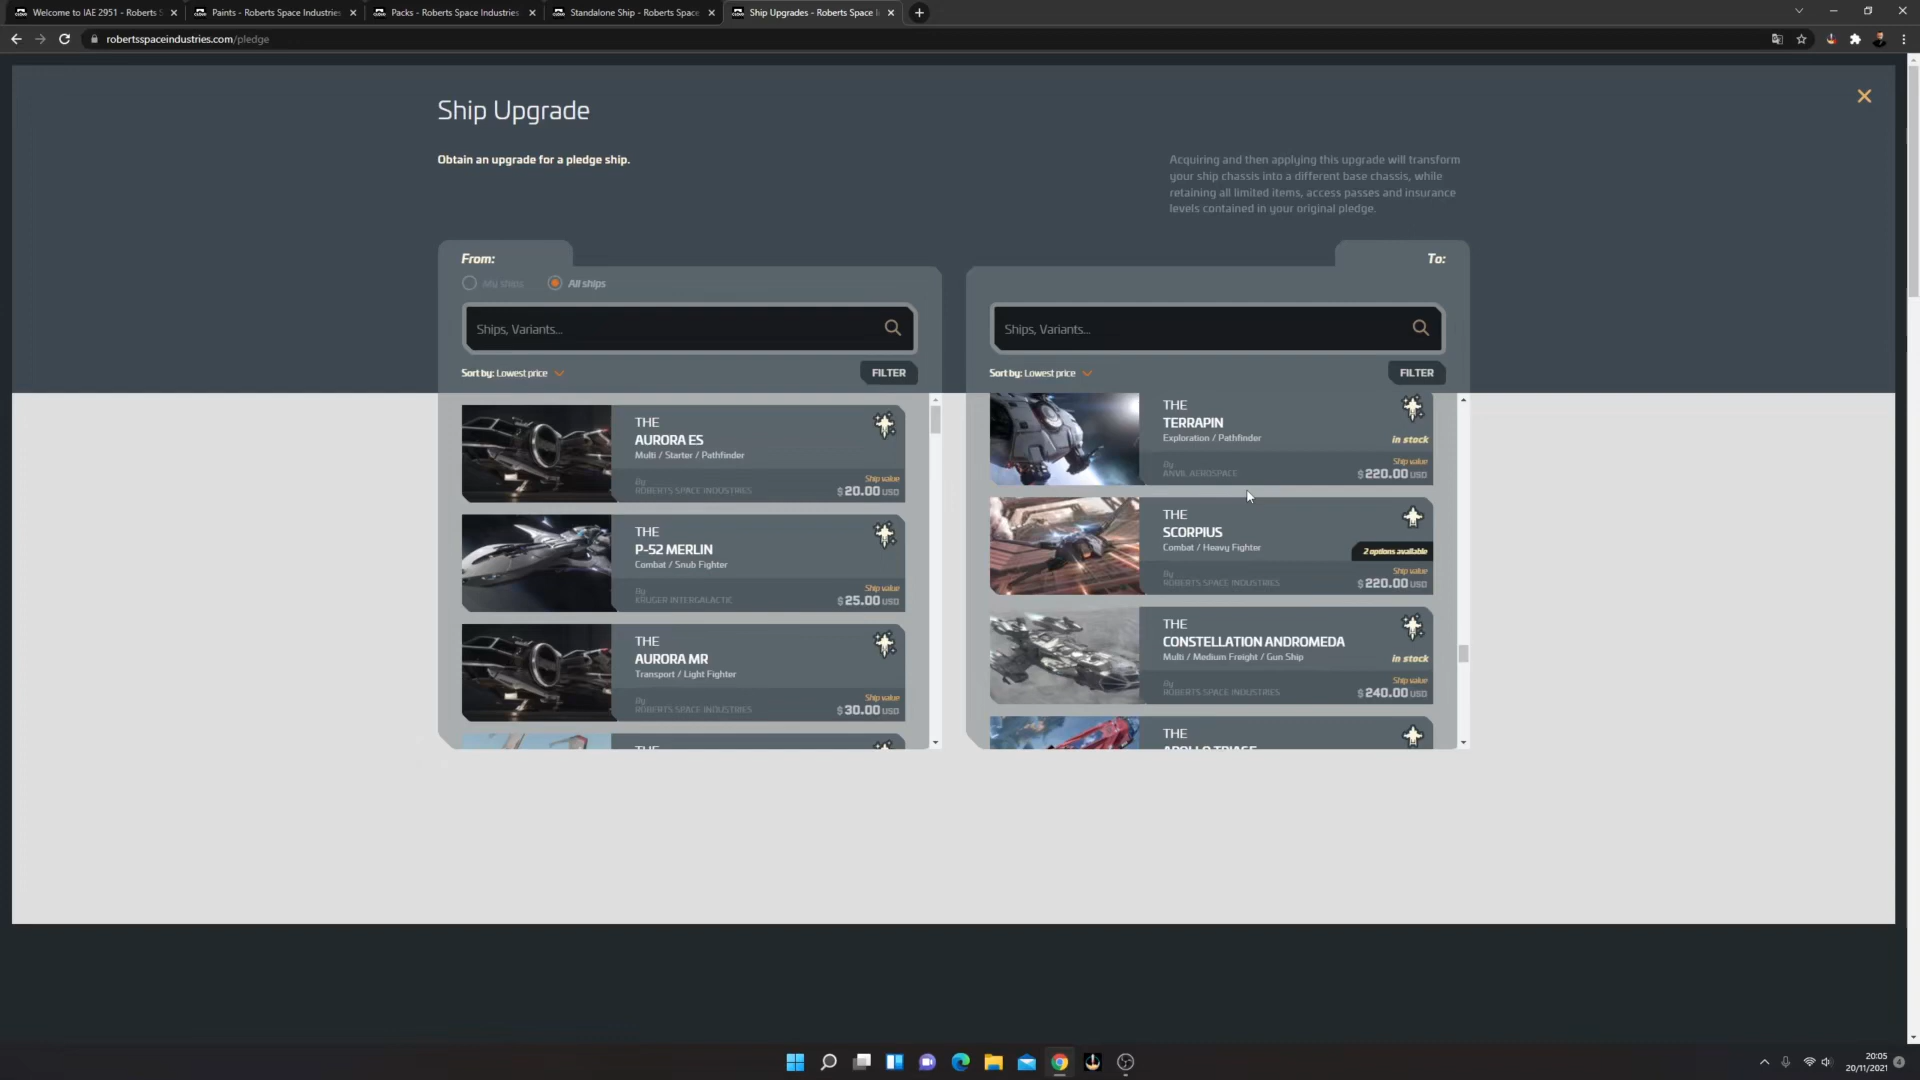 Welcome to IAE 2951 - Roberts S
Paints - Roberts Space Industries
Packs - Roberts Space Industries
Standalone Ship - Roberts Space
Ship Upgrades - Roberts Space I
robertsspaceindustries.com/pledge
Ship Upgrade
Obtain an upgrade for a pledge ship.
Acquiring and then applying this upgrade will transform
your ship chassis into a different base chassis, while
retaining all limited items, access passes and insurance
levels contained in your original pledge.
From:
My ships
All ships
Ships, Variants...
Sort by: Lowest price
FILTER
THE
AURORA ES
Multi / Starter / Pathfinder
By
ROBERTS SPACE INDUSTRIES
Ship value
$20.00 USD
THE
P-52 MERLIN
Combat / Snub Fighter
By
KRUGER INTERGALACTIC
Ship value
$25.00 USD
THE
AURORA MR
Transport / Light Fighter
By
ROBERTS SPACE INDUSTRIES
Ship value
$30.00 USD
THE
To:
Ships, Variants...
Sort by: Lowest price
FILTER
THE
TERRAPIN
Exploration / Pathfinder
in stock
By
ANVIL AEROSPACE
Ship value
$220.00 USD
THE
SCORPIUS
Combat / Heavy Fighter
2 options available
By
ROBERTS SPACE INDUSTRIES
Ship value
$220.00 USD
THE
CONSTELLATION ANDROMEDA
Multi / Medium Freight / Gun Ship
in stock
By
ROBERTS SPACE INDUSTRIES
Ship value
$240.00 USD
THE
APOLLO TRIAGE
20:05
20/11/2021
4